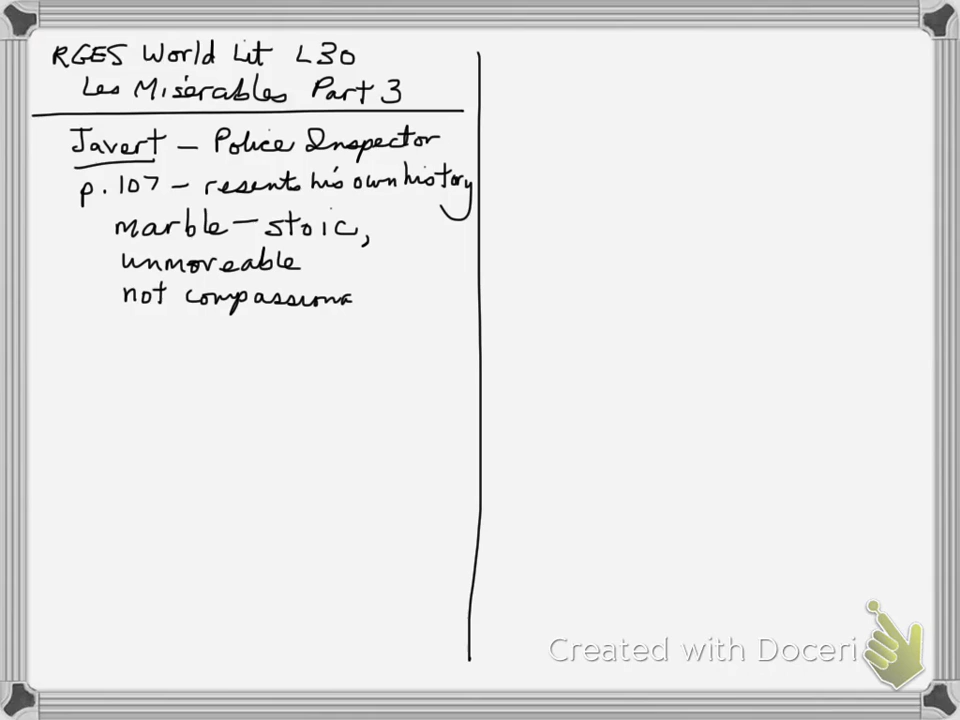 RGES World Lit L30
Les Misérables Part 3
Javert – Police Inspector
p. 107 – resents his own history
marble – stoic,
unmoveable
not compassiona
Created with Doceri